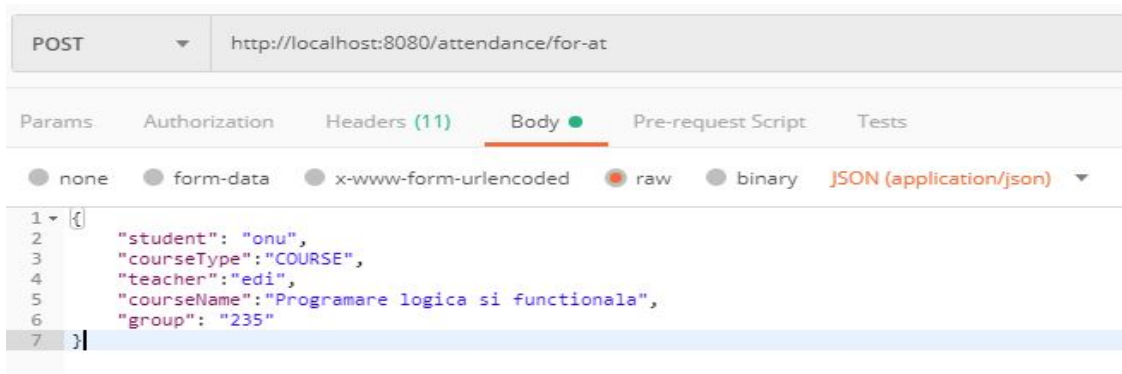 POST http://localhost:8080/attendance/for-at
Params Authorization Headers (11) Body Pre-request Script Tests
none form-data x-www-form-urlencoded raw binary JSON (application/json)
1 {
2 "student": "onu",
3 "courseType":"COURSE",
4 "teacher":"edi",
5 "courseName":"Programare logica si functionala",
6 "group": "235"
7 }